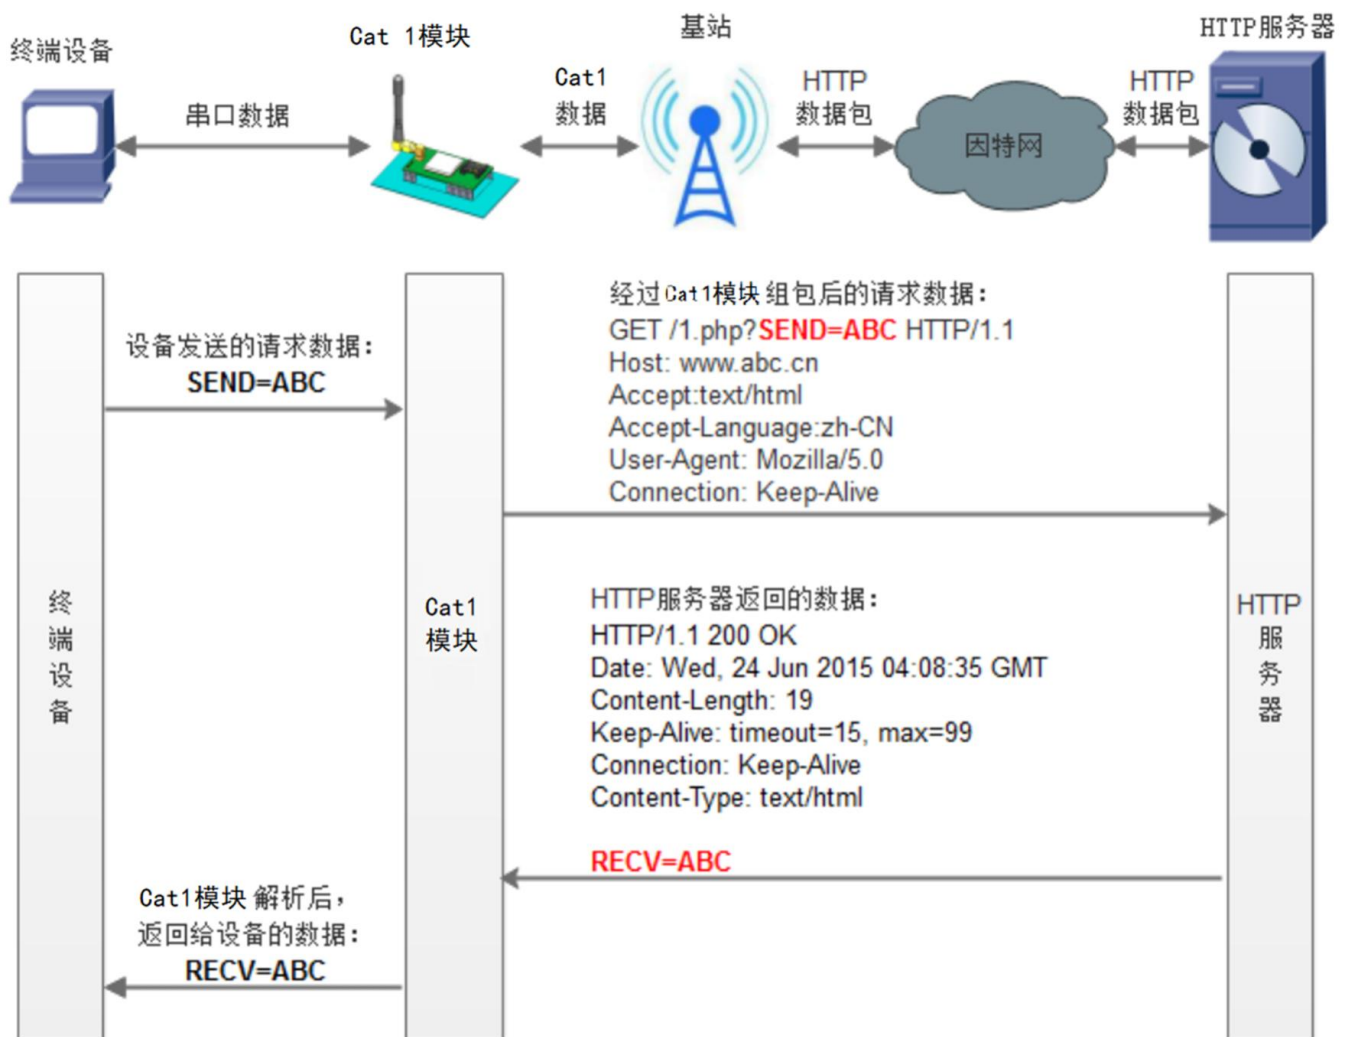 终端设备
Cat 1模块
基站
HTTP服务器
串口数据
Cat1
数据
HTTP
数据包
因特网
HTTP
数据包
设备发送的请求数据：
SEND=ABC
经过Cat1模块 组包后的请求数据：
GET /1.php?SEND=ABC HTTP/1.1
Host: www.abc.cn
Accept:text/html
Accept-Language:zh-CN
User-Agent: Mozilla/5.0
Connection: Keep-Alive
终
端
设
备
Cat1
模块
HTTP
服
务
器
HTTP服务器返回的数据：
HTTP/1.1 200 OK
Date: Wed, 24 Jun 2015 04:08:35 GMT
Content-Length: 19
Keep-Alive: timeout=15, max=99
Connection: Keep-Alive
Content-Type: text/html
RECV=ABC
Cat1模块 解析后，
返回给设备的数据：
RECV=ABC